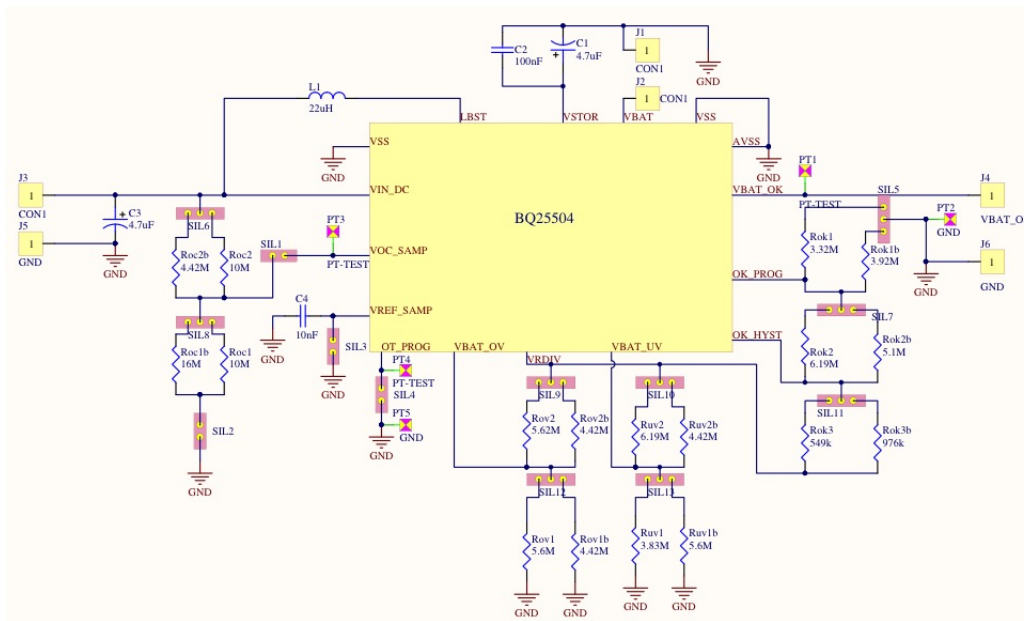 J1
1
CON1
C2
100nF
C1
4.7uF
GND
J2
1
CON1
L1
22uH
LBST
VSTOR
VBAT
VSS
VSS
GND
AVSS
GND
PT1
J3
1
CON1
VIN_DC
BQ25504
VBAT_OK
PT-TEST
SIL5
J4
1
VBAT_O
C3
4.7uF
GND
J5
1
GND
SIL6
Roc2b
4.42M
Roc2
10M
SIL1
PT3
PT-TEST
VOC_SAMP
PT2
GND
Rok1
3.32M
Rok1b
3.92M
J6
1
GND
GND
OK_PROG
C4
10nF
GND
VREF_SAMP
SIL8
SIL7
Roc1b
16M
Roc1
10M
SIL3
GND
OT_PROG
VBAT_OV
VRDIV
VBAT_UV
OK_HYST
Rok2
6.19M
Rok2b
5.1M
PT4
PT-TEST
SIL4
PT5
GND
GND
SIL2
GND
SIL9
SIL10
SIL11
Rov2
5.62M
Rov2b
4.42M
Ruv2
6.19M
Ruv2b
4.42M
Rok3
549k
Rok3b
976k
SIL12
SIL13
Rov1
5.6M
Rov1b
4.42M
Ruv1
3.83M
Ruv1b
5.6M
GND
GND
GND
GND